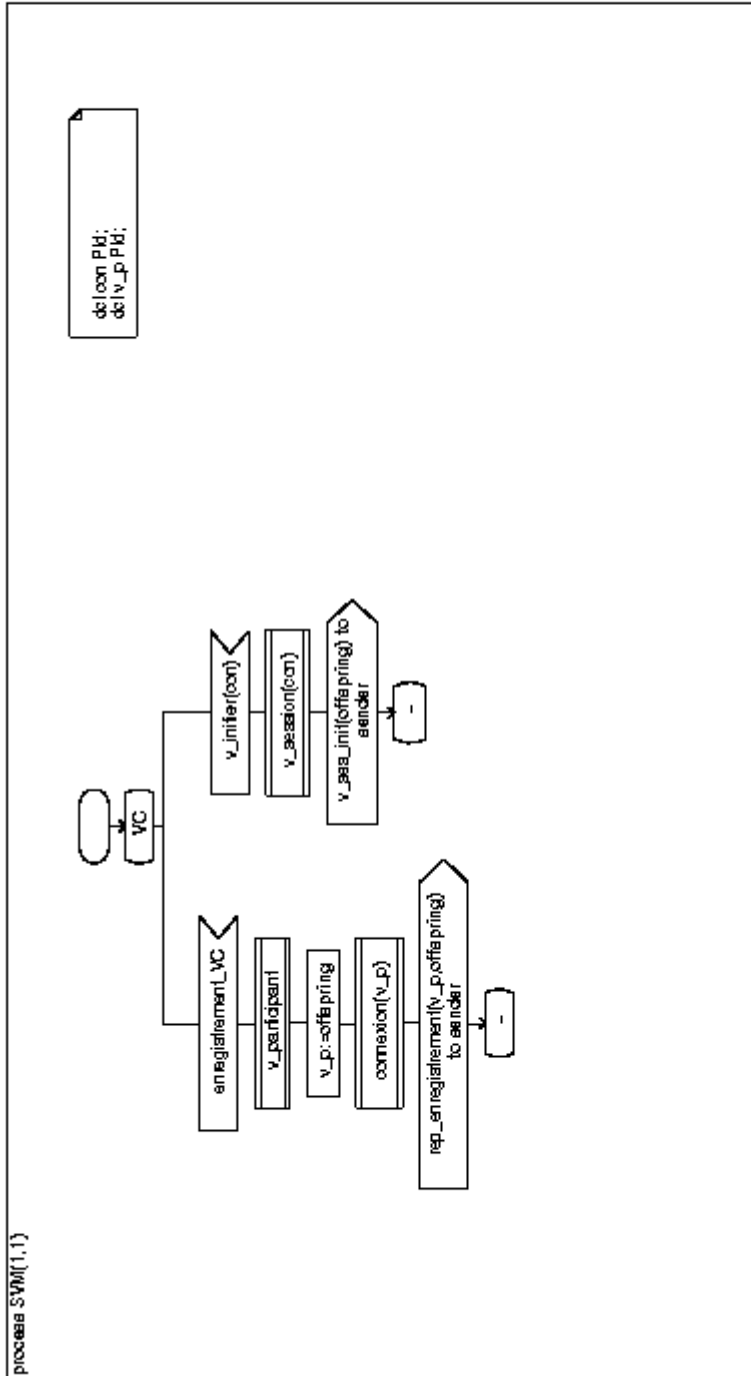 process SVM(1,1)
dcl con PId;
dcl v_p PId;
VC
enregistrement_VC
v_participant
v_p:=offspring
connexion(v_p)
rep_enregistrement(v_p,offspring)
to sender
-
v_initier(con)
v_session(con)
v_ses_init(offspring) to
sender
-